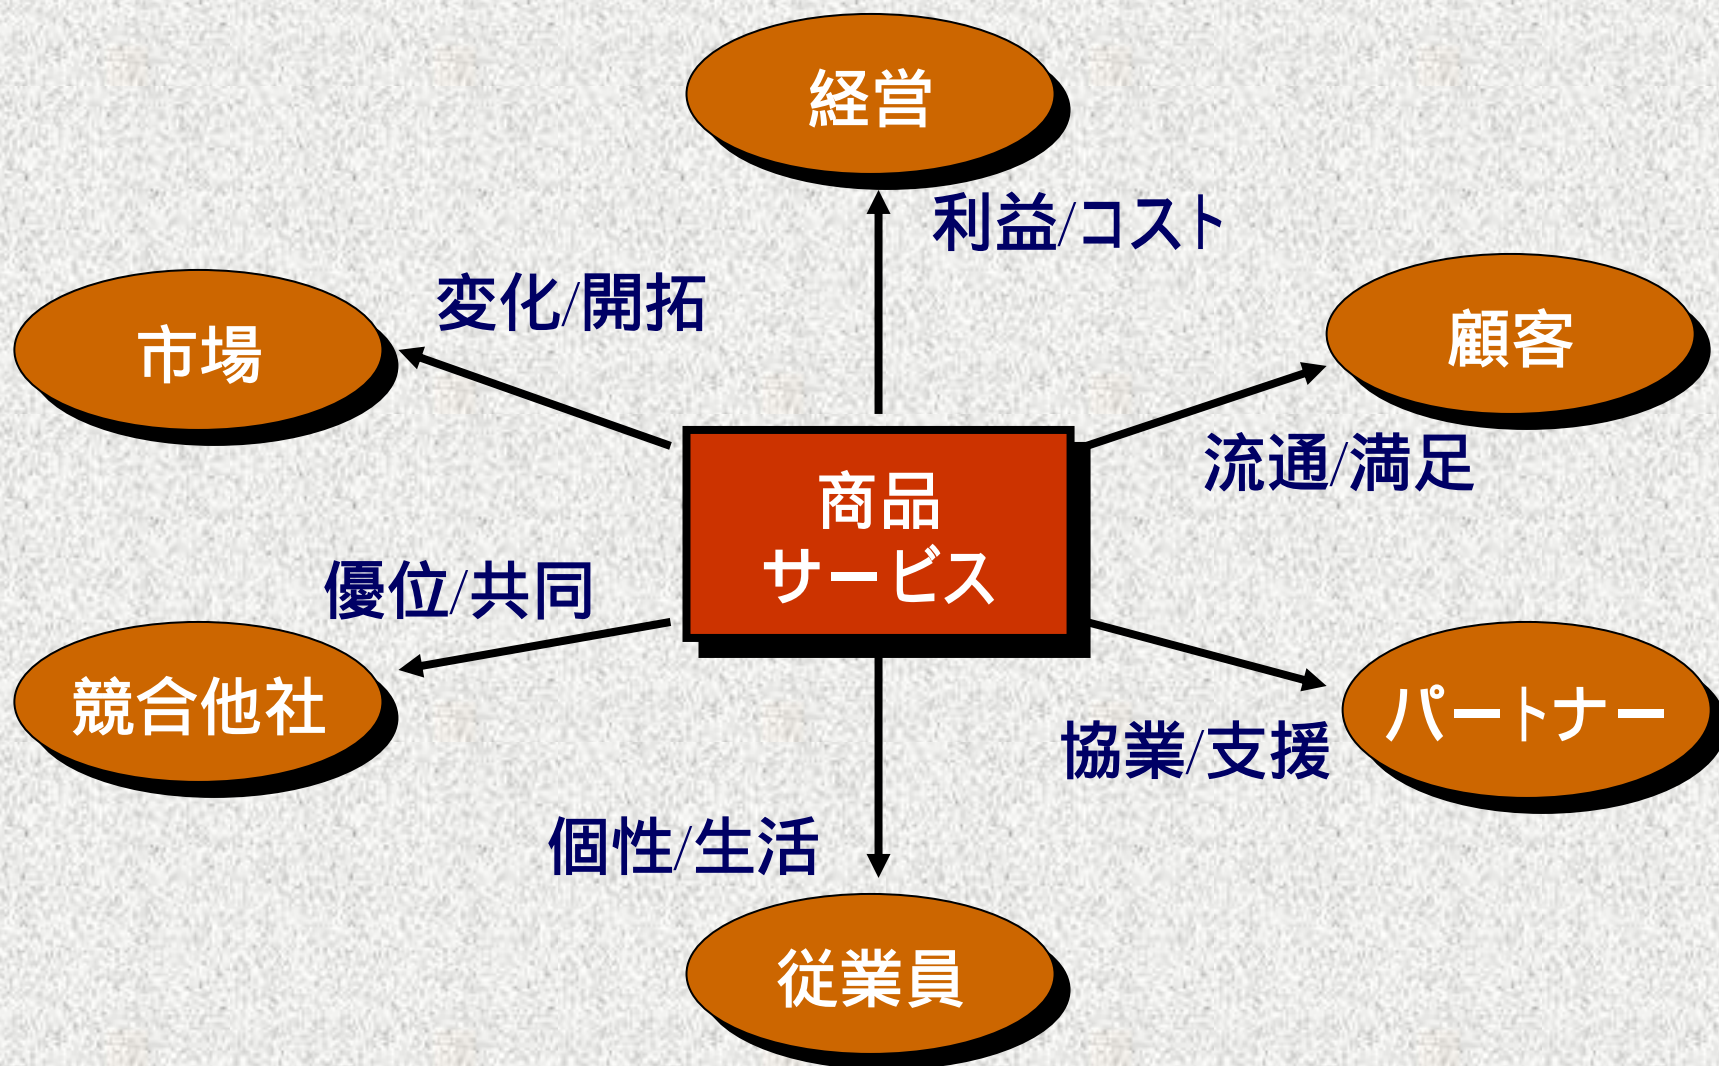 経営
利益/コスト
変化/開拓
市場
顧客
流通/満足
商品
サービス
優位/共同
競合他社
パートナー
協業/支援
個性/生活
従業員